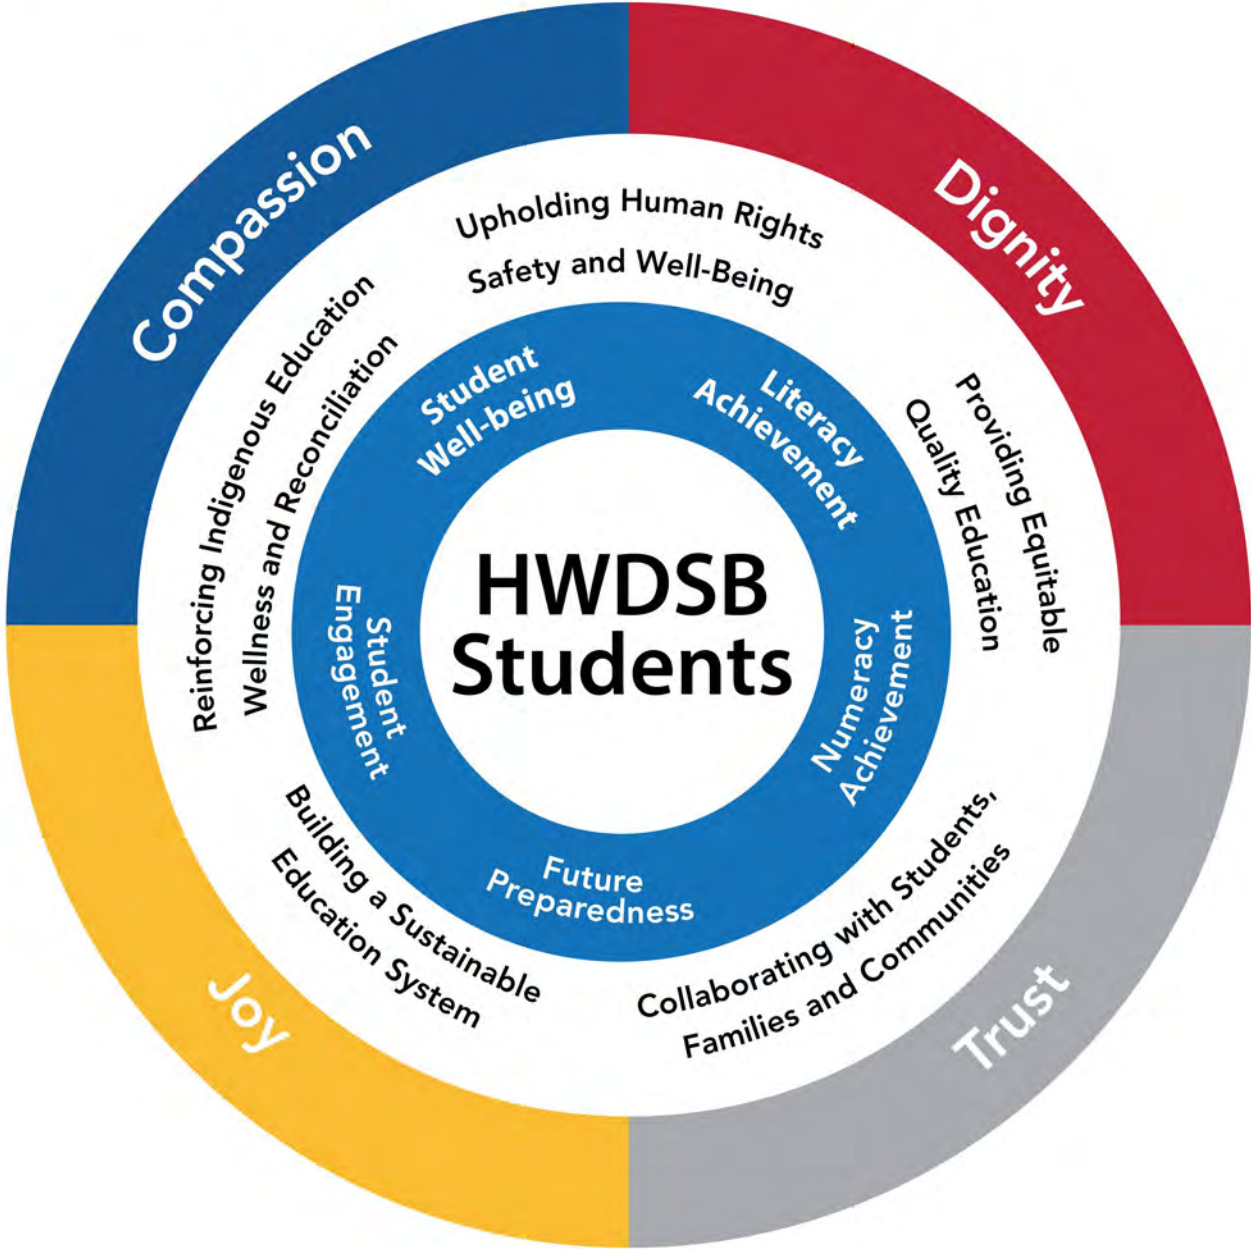 Compassion
Dignity
Trust
Joy
Upholding Human Rights
Safety and Well-Being
Providing Equitable
Quality Education
Collaborating with Students,
Families and Communities
Building a Sustainable
Education System
Reinforcing Indigenous Education
Wellness and Reconciliation
Student
Well-being
Literacy
Achievement
Numeracy
Achievement
Future
Preparedness
Student
Engagement
HWDSB
Students